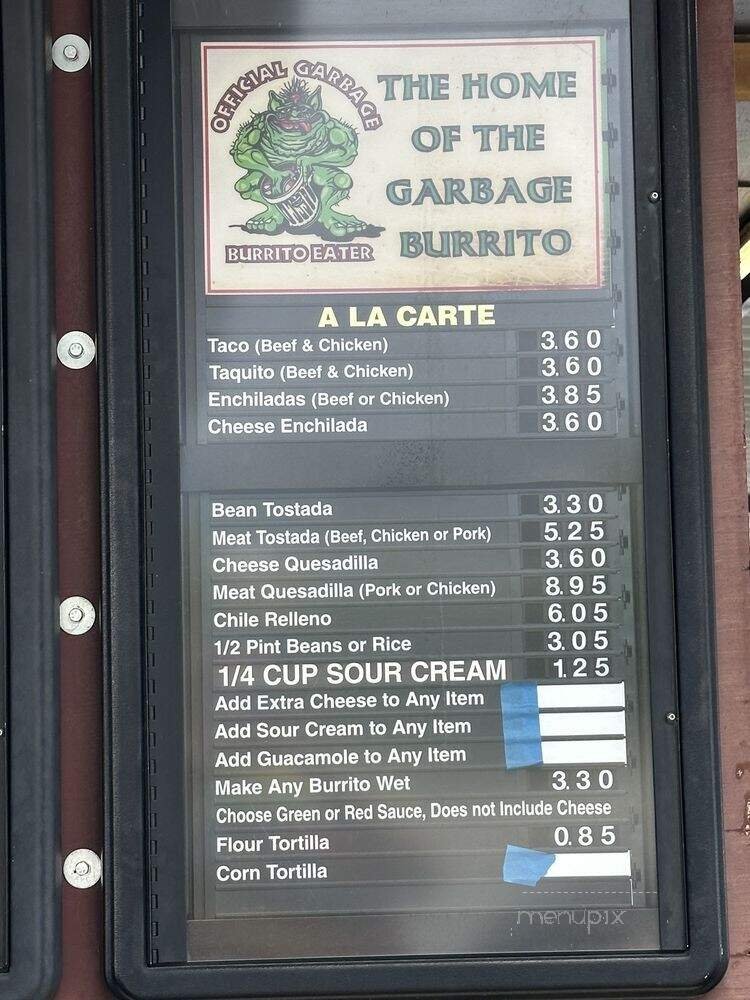 OFFICIAL GARBAGE
BURRITO EATER
THE HOME
OF THE
GARBAGE
BURRITO
A LA CARTE
Taco (Beef & Chicken) 3.60
Taquito (Beef & Chicken) 3.60
Enchiladas (Beef or Chicken) 3.85
Cheese Enchilada 3.60
Bean Tostada 3.30
Meat Tostada (Beef, Chicken or Pork) 5.25
Cheese Quesadilla 3.60
Meat Quesadilla (Pork or Chicken) 8.95
Chile Relleno 6.05
1/2 Pint Beans or Rice 3.05
1/4 CUP SOUR CREAM 1.25
Add Extra Cheese to Any Item
Add Sour Cream to Any Item
Add Guacamole to Any Item
Make Any Burrito Wet 3.30
Choose Green or Red Sauce, Does not Include Cheese
Flour Tortilla 0.85
Corn Tortilla
menupix